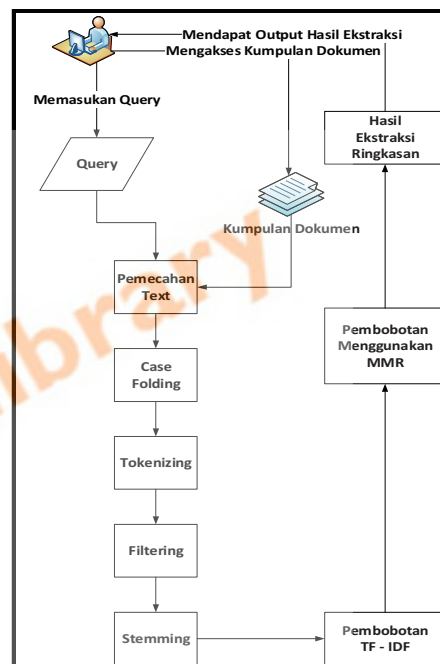 Mendapat Output Hasil Ekstraksi
Mengakses Kumpulan Dokumen
Memasukan Query
Hasil
Ekstraksi
Ringkasan
Query
Kumpulan Dokumen
Pemecahan
Text
Pembobotan
Menggunakan
MMR
Case
Folding
Tokenizing
Filtering
Stemming
Pembobotan
TF - IDF
library